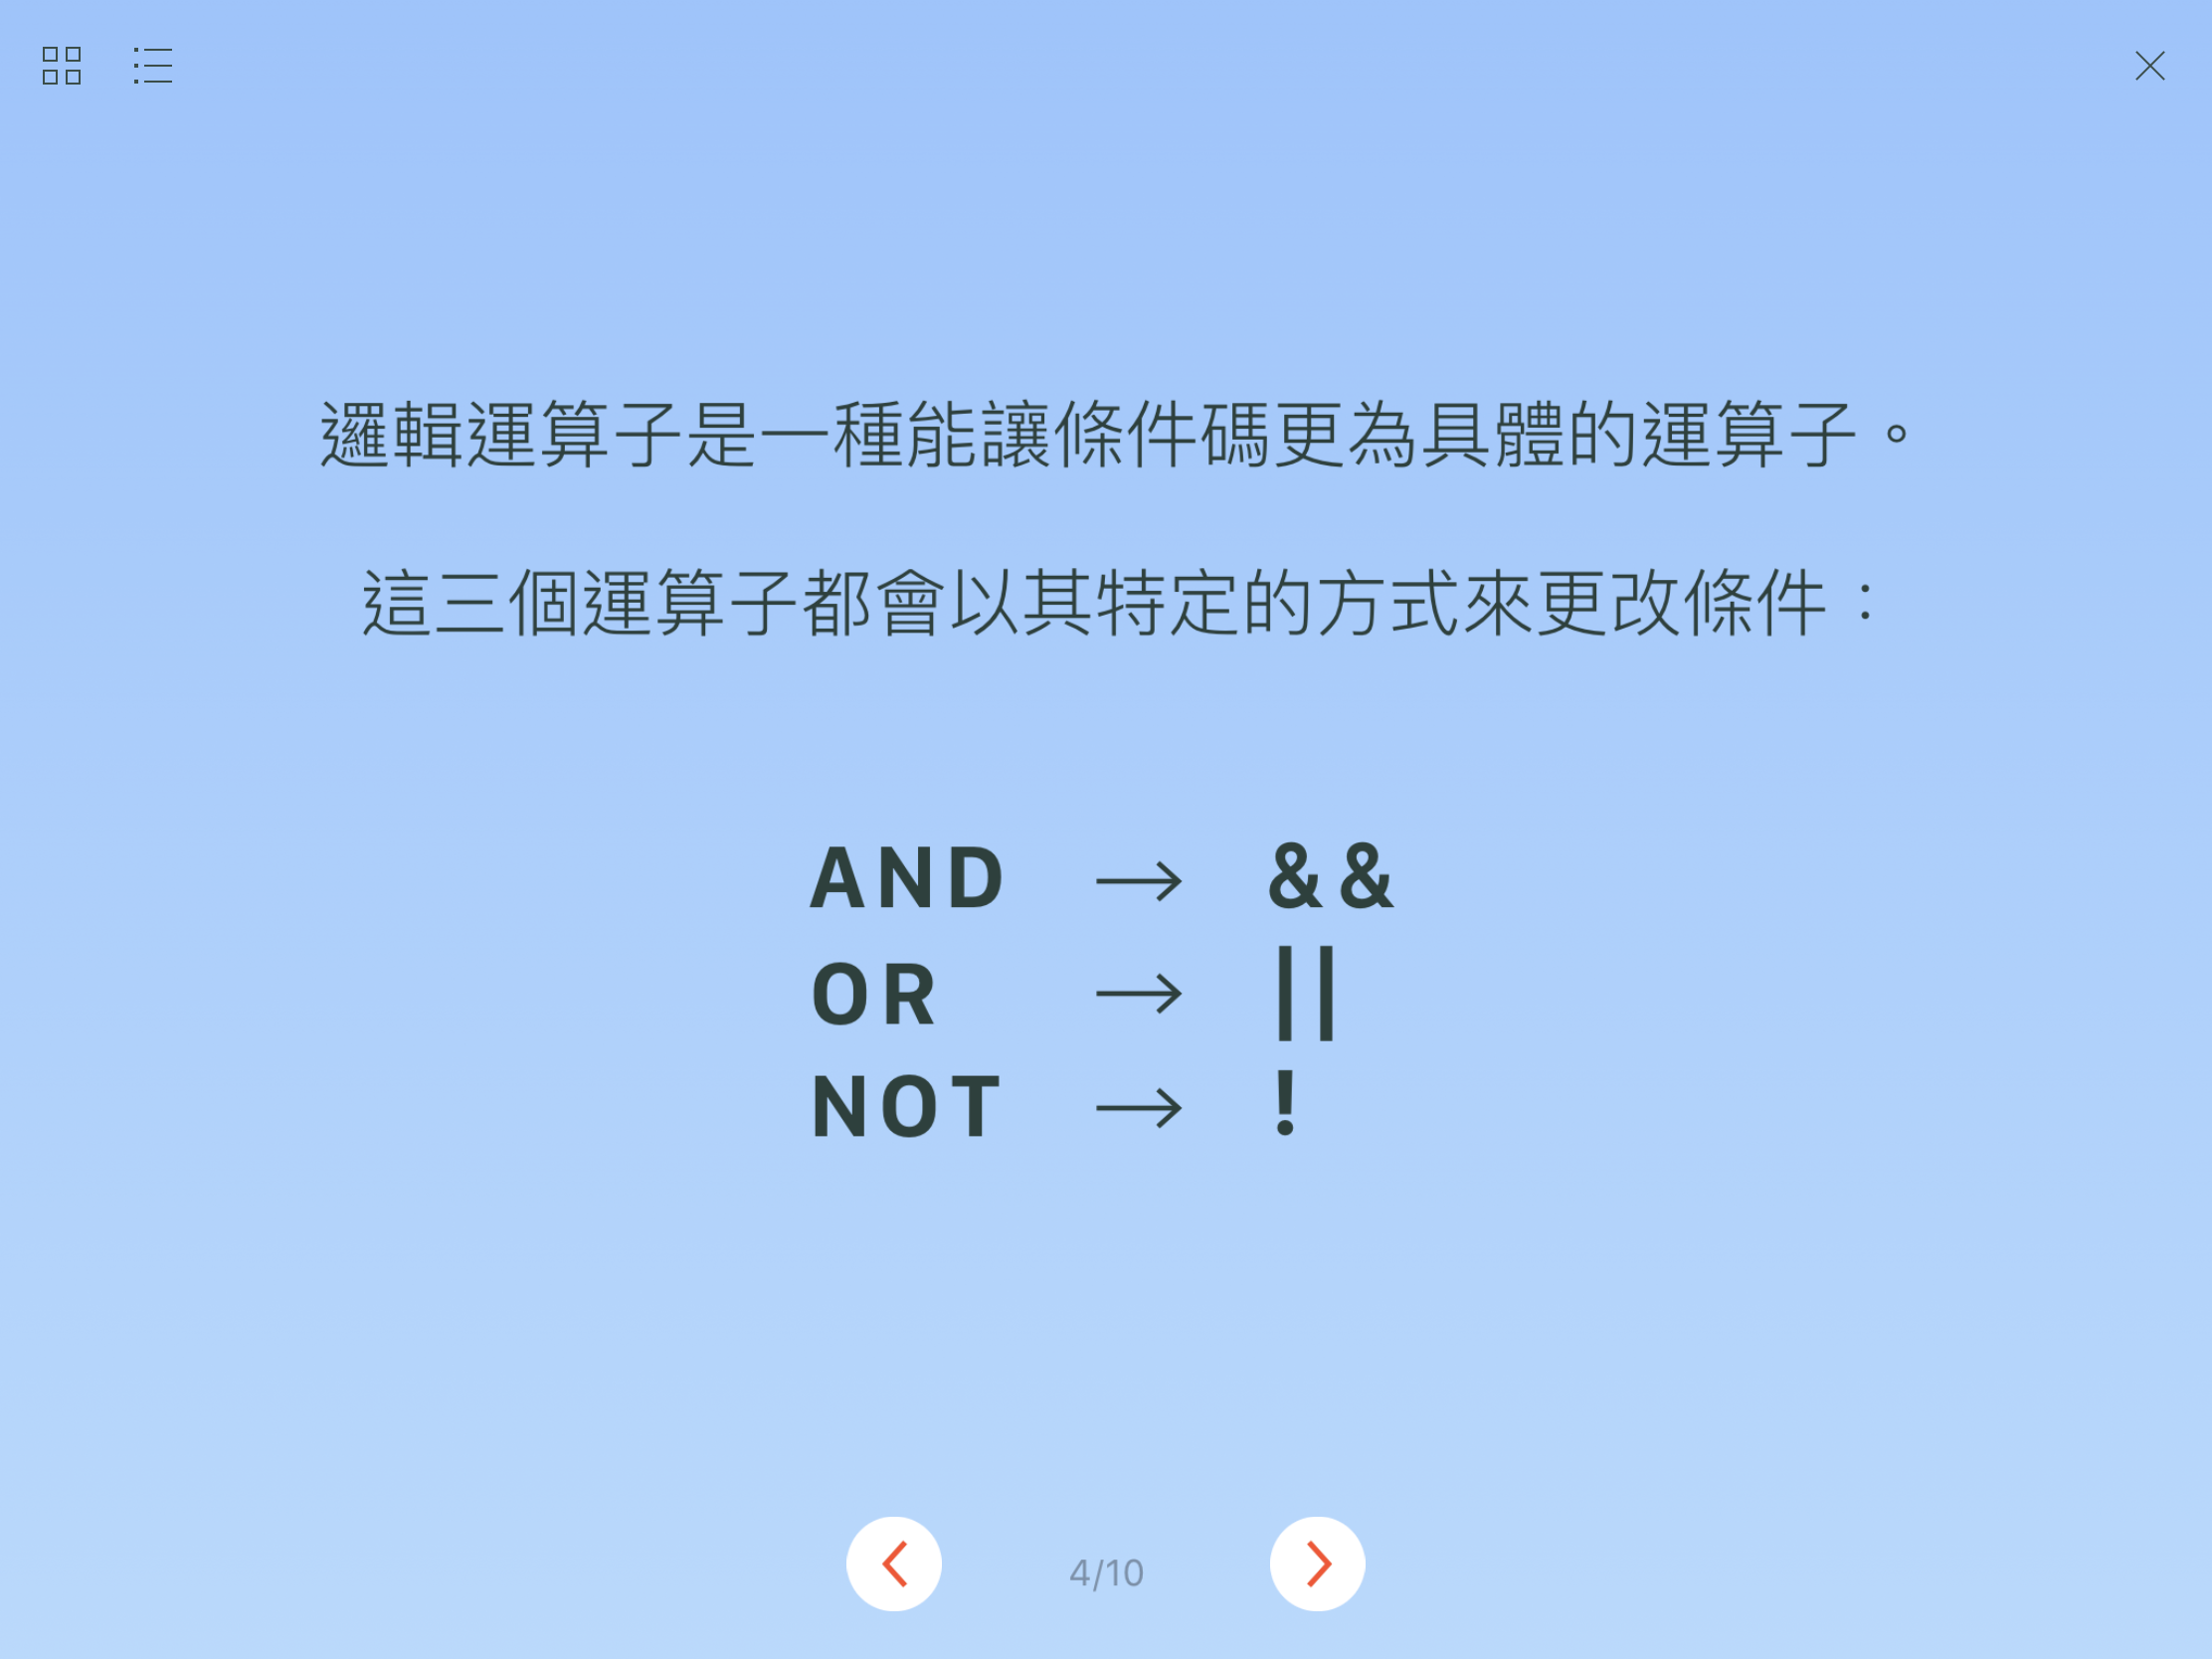 邏輯運算子是一種能讓條件碼更為具體的運算子。
這三個運算子都會以其特定的方式來更改條件：
AND → &&
OR → ||
NOT → !
4/10